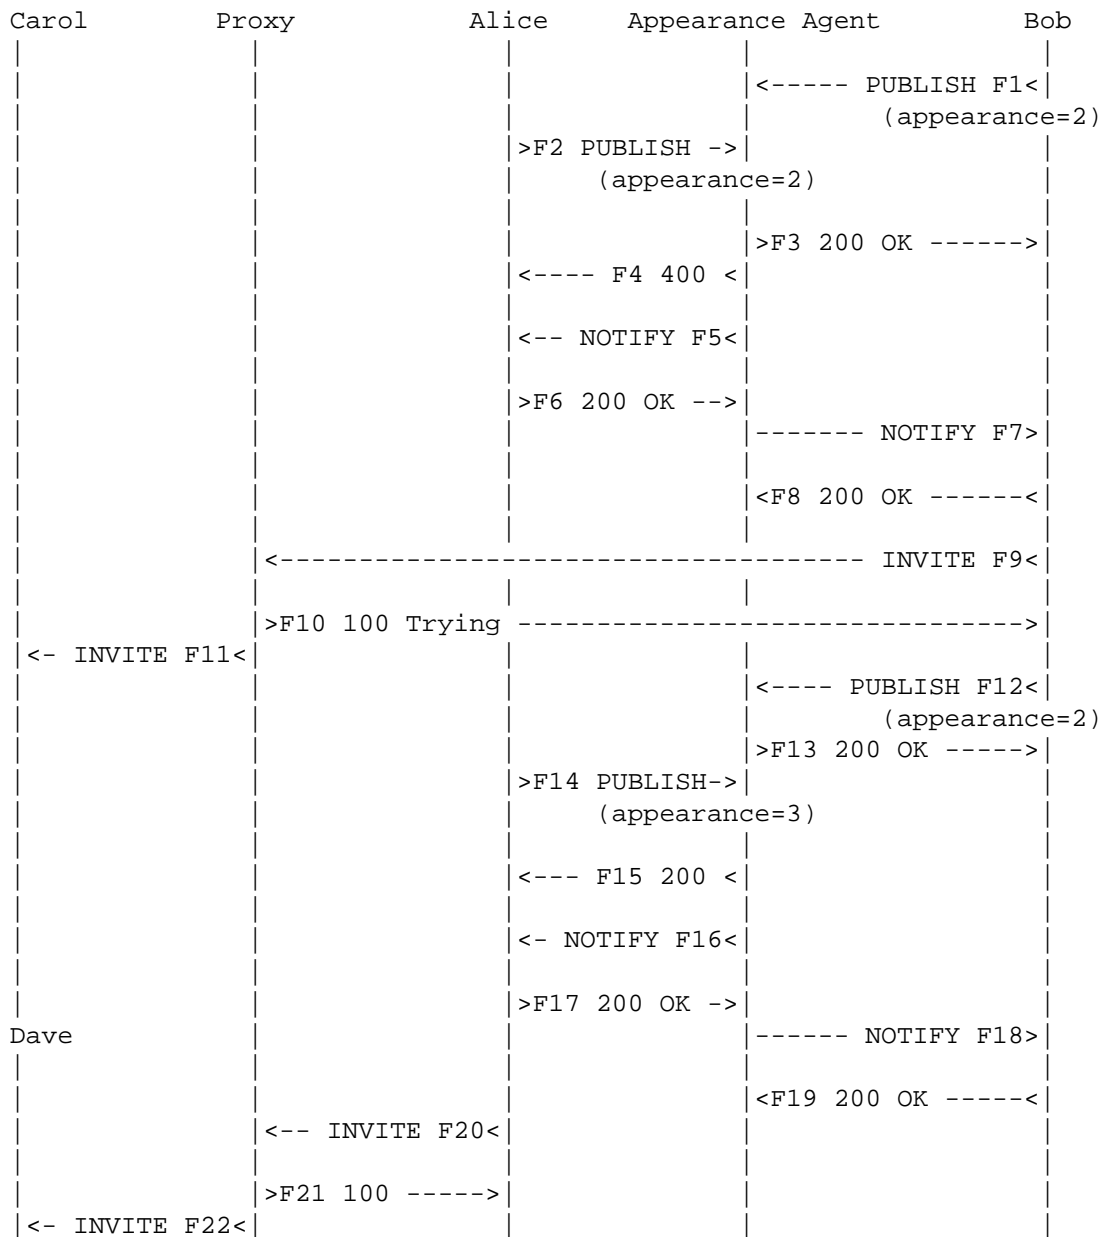 Carol        Proxy           Alice     Appearance Agent         Bob
<----- PUBLISH F1<
(appearance=2)
>F2 PUBLISH ->
(appearance=2)
>F3 200 OK ------>
<---- F4 400 <
<-- NOTIFY F5<
>F6 200 OK -->
------- NOTIFY F7>
<F8 200 OK ------<
<------------------------------------- INVITE F9<
>F10 100 Trying -------------------------------->
<- INVITE F11<
<---- PUBLISH F12<
(appearance=2)
>F13 200 OK ----->
>F14 PUBLISH->
(appearance=3)
<--- F15 200 <
<- NOTIFY F16<
>F17 200 OK ->
Dave                                           ------ NOTIFY F18>
<F19 200 OK -----<
<-- INVITE F20<
>F21 100 ----->
<- INVITE F22<